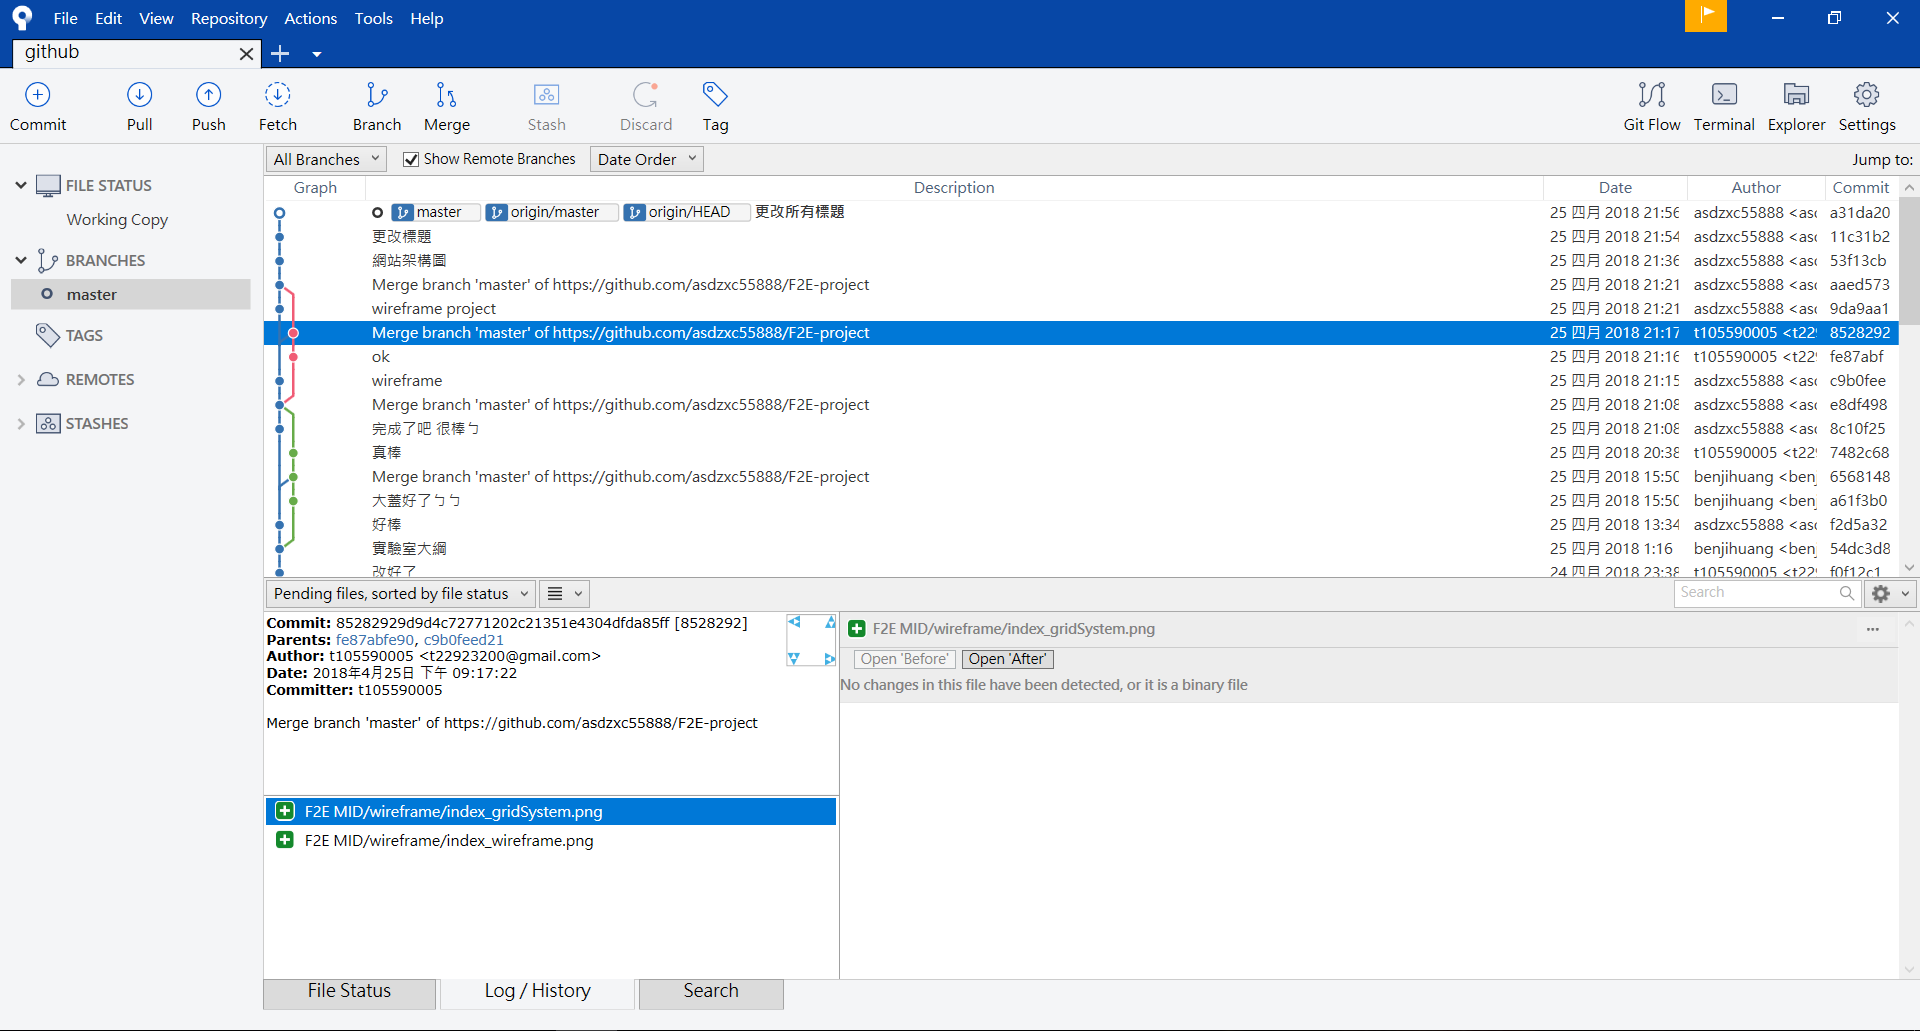 File Edit View Repository Actions Tools Help
github
Commit Pull Push Fetch Branch Merge Stash Discard Tag Git Flow Terminal Explorer Settings
All Branches Show Remote Branches Date Order Jump to:
FILE STATUS
Working Copy
BRANCHES
master
TAGS
REMOTES
STASHES
Graph Description Date Author Commit
master origin/master origin/HEAD 更改所有標題 25 四月 2018 21:56 asdzxc55888 <asc a31da20
更改標題 25 四月 2018 21:54 asdzxc55888 <asc 11c31b2
網站架構圖 25 四月 2018 21:36 asdzxc55888 <asc 53f13cb
Merge branch 'master' of https://github.com/asdzxc55888/F2E-project 25 四月 2018 21:21 asdzxc55888 <asc aaed573
wireframe project 25 四月 2018 21:21 asdzxc55888 <asc 9da9aa1
Merge branch 'master' of https://github.com/asdzxc55888/F2E-project 25 四月 2018 21:17 t105590005 <t229 8528292
ok 25 四月 2018 21:16 t105590005 <t229 fe87abf
wireframe 25 四月 2018 21:15 asdzxc55888 <asc c9b0fee
Merge branch 'master' of https://github.com/asdzxc55888/F2E-project 25 四月 2018 21:08 asdzxc55888 <asc e8df498
完成了吧 很棒ㄅ 25 四月 2018 21:08 asdzxc55888 <asc 8c10f25
真棒 25 四月 2018 20:38 t105590005 <t229 7482c68
Merge branch 'master' of https://github.com/asdzxc55888/F2E-project 25 四月 2018 15:50 benjihuang <ben 6568148
大蓋好了ㄅㄅ 25 四月 2018 15:50 benjihuang <ben a61f3b0
好棒 25 四月 2018 13:34 asdzxc55888 <asc f2d5a32
實驗室大綱 25 四月 2018 1:16 benjihuang <ben 54dc3d8
改好了 24 四月 2018 23:38 t105590005 <t229 f0f12c1
Pending files, sorted by file status Search
Commit: 85282929d9d4c72771202c21351e4304dfda85ff [8528292]
Parents: fe87abfe90, c9b0feed21
Author: t105590005 <t22923200@gmail.com>
Date: 2018年4月25日 下午 09:17:22
Committer: t105590005
Merge branch 'master' of https://github.com/asdzxc55888/F2E-project
F2E MID/wireframe/index_gridSystem.png
F2E MID/wireframe/index_wireframe.png
F2E MID/wireframe/index_gridSystem.png ...
Open 'Before' Open 'After'
No changes in this file have been detected, or it is a binary file
File Status Log / History Search